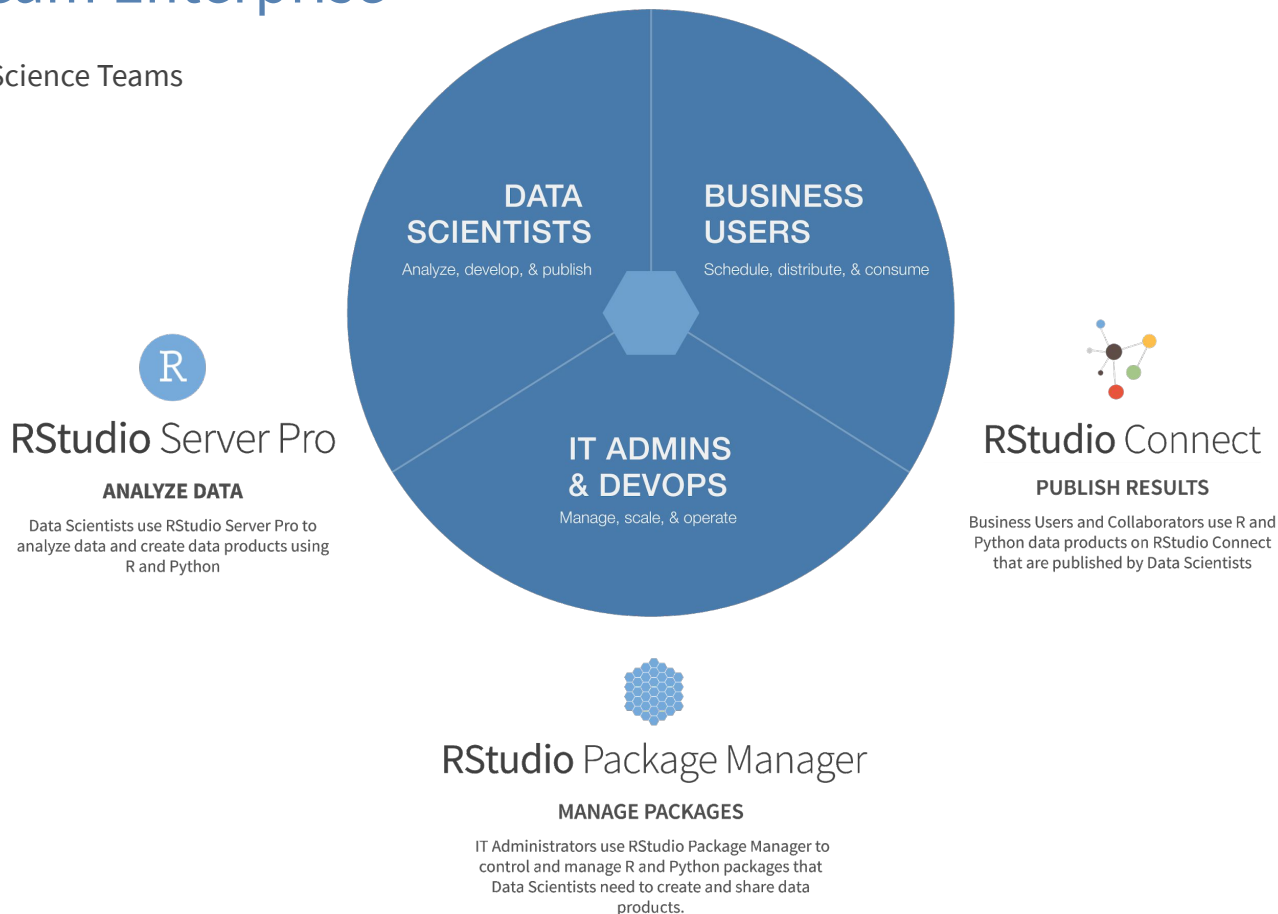 Enterprise
Science Teams
DATA
SCIENTISTS
Analyze, develop, & publish
BUSINESS
USERS
Schedule, distribute, & consume
IT ADMINS
& DEVOPS
Manage, scale, & operate
R
RStudio Server Pro
ANALYZE DATA
Data Scientists use RStudio Server Pro to
analyze data and create data products using
R and Python
RStudio Connect
PUBLISH RESULTS
Business Users and Collaborators use R and
Python data products on RStudio Connect
that are published by Data Scientists
RStudio Package Manager
MANAGE PACKAGES
IT Administrators use RStudio Package Manager to
control and manage R and Python packages that
Data Scientists need to create and share data
products.